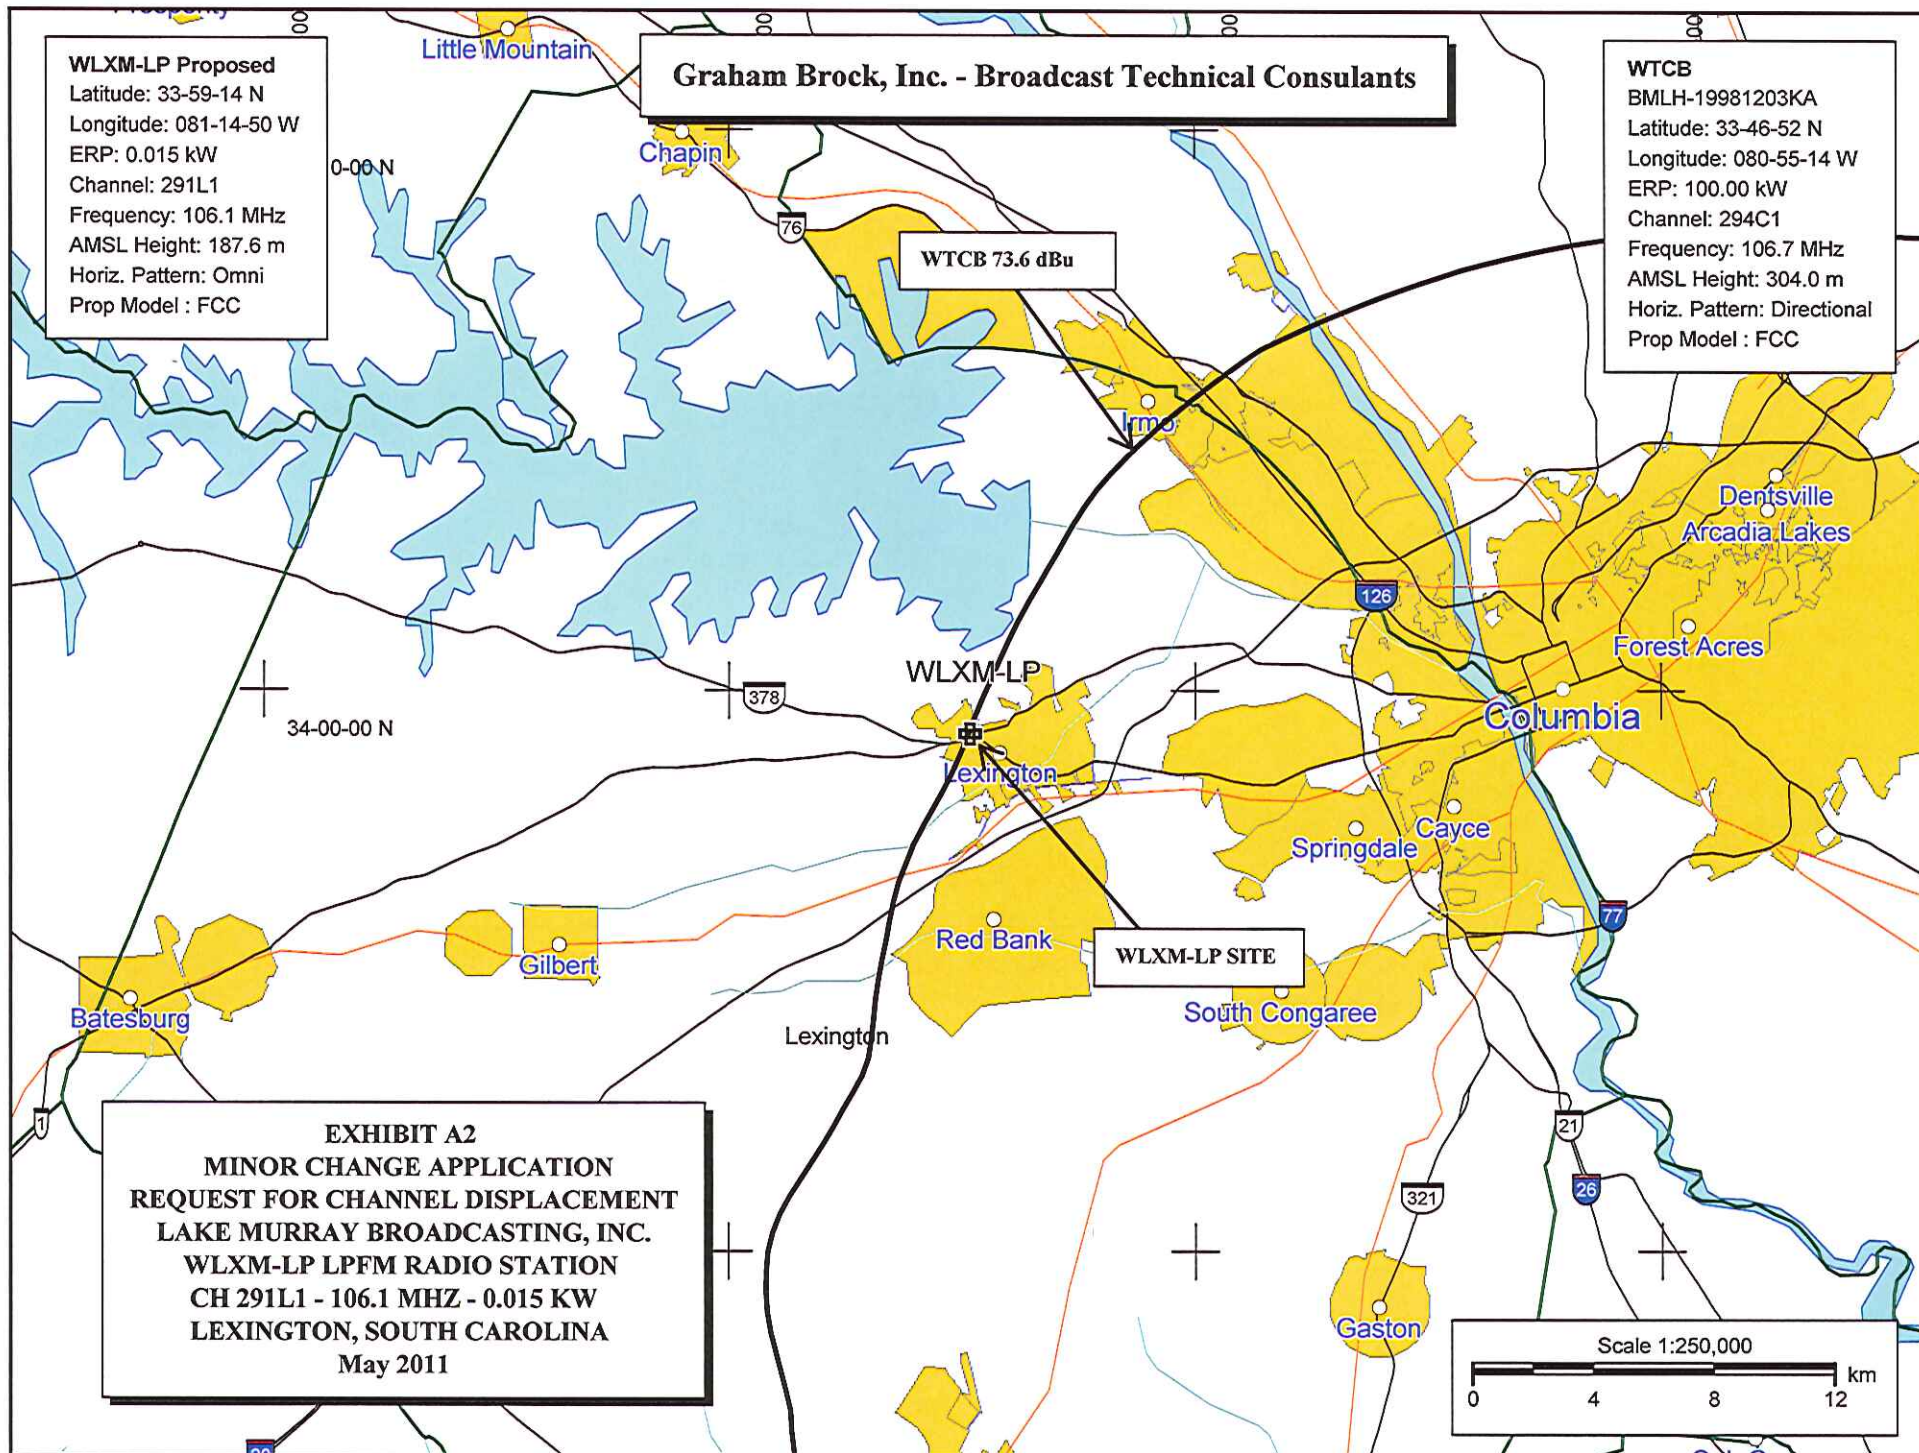 Prosperity
Little Mountain
Graham Brock, Inc. - Broadcast Technical Consulants
WLXM-LP Proposed
Latitude: 33-59-14 N
Longitude: 081-14-50 W
ERP: 0.015 kW
Channel: 291L1
Frequency: 106.1 MHz
AMSL Height: 187.6 m
Horiz. Pattern: Omni
Prop Model : FCC
WTCB
BMLH-19981203KA
Latitude: 33-46-52 N
Longitude: 080-55-14 W
ERP: 100.00 kW
Channel: 294C1
Frequency: 106.7 MHz
AMSL Height: 304.0 m
Horiz. Pattern: Directional
Prop Model : FCC
Chapin
0-00 N
76
WTCB 73.6 dBu
Irmo
Dentsville
Arcadia Lakes
126
Forest Acres
WLXM-LP
378
34-00-00 N
Columbia
Lexington
Cayce
Springdale
77
Red Bank
WLXM-LP SITE
Gilbert
South Congaree
Batesburg
Lexington
1
21
26
321
EXHIBIT A2
MINOR CHANGE APPLICATION
REQUEST FOR CHANNEL DISPLACEMENT
LAKE MURRAY BROADCASTING, INC.
WLXM-LP LPFM RADIO STATION
CH 291L1 - 106.1 MHZ - 0.015 KW
LEXINGTON, SOUTH CAROLINA
May 2011
Gaston
Scale 1:250,000
km
0 4 8 12